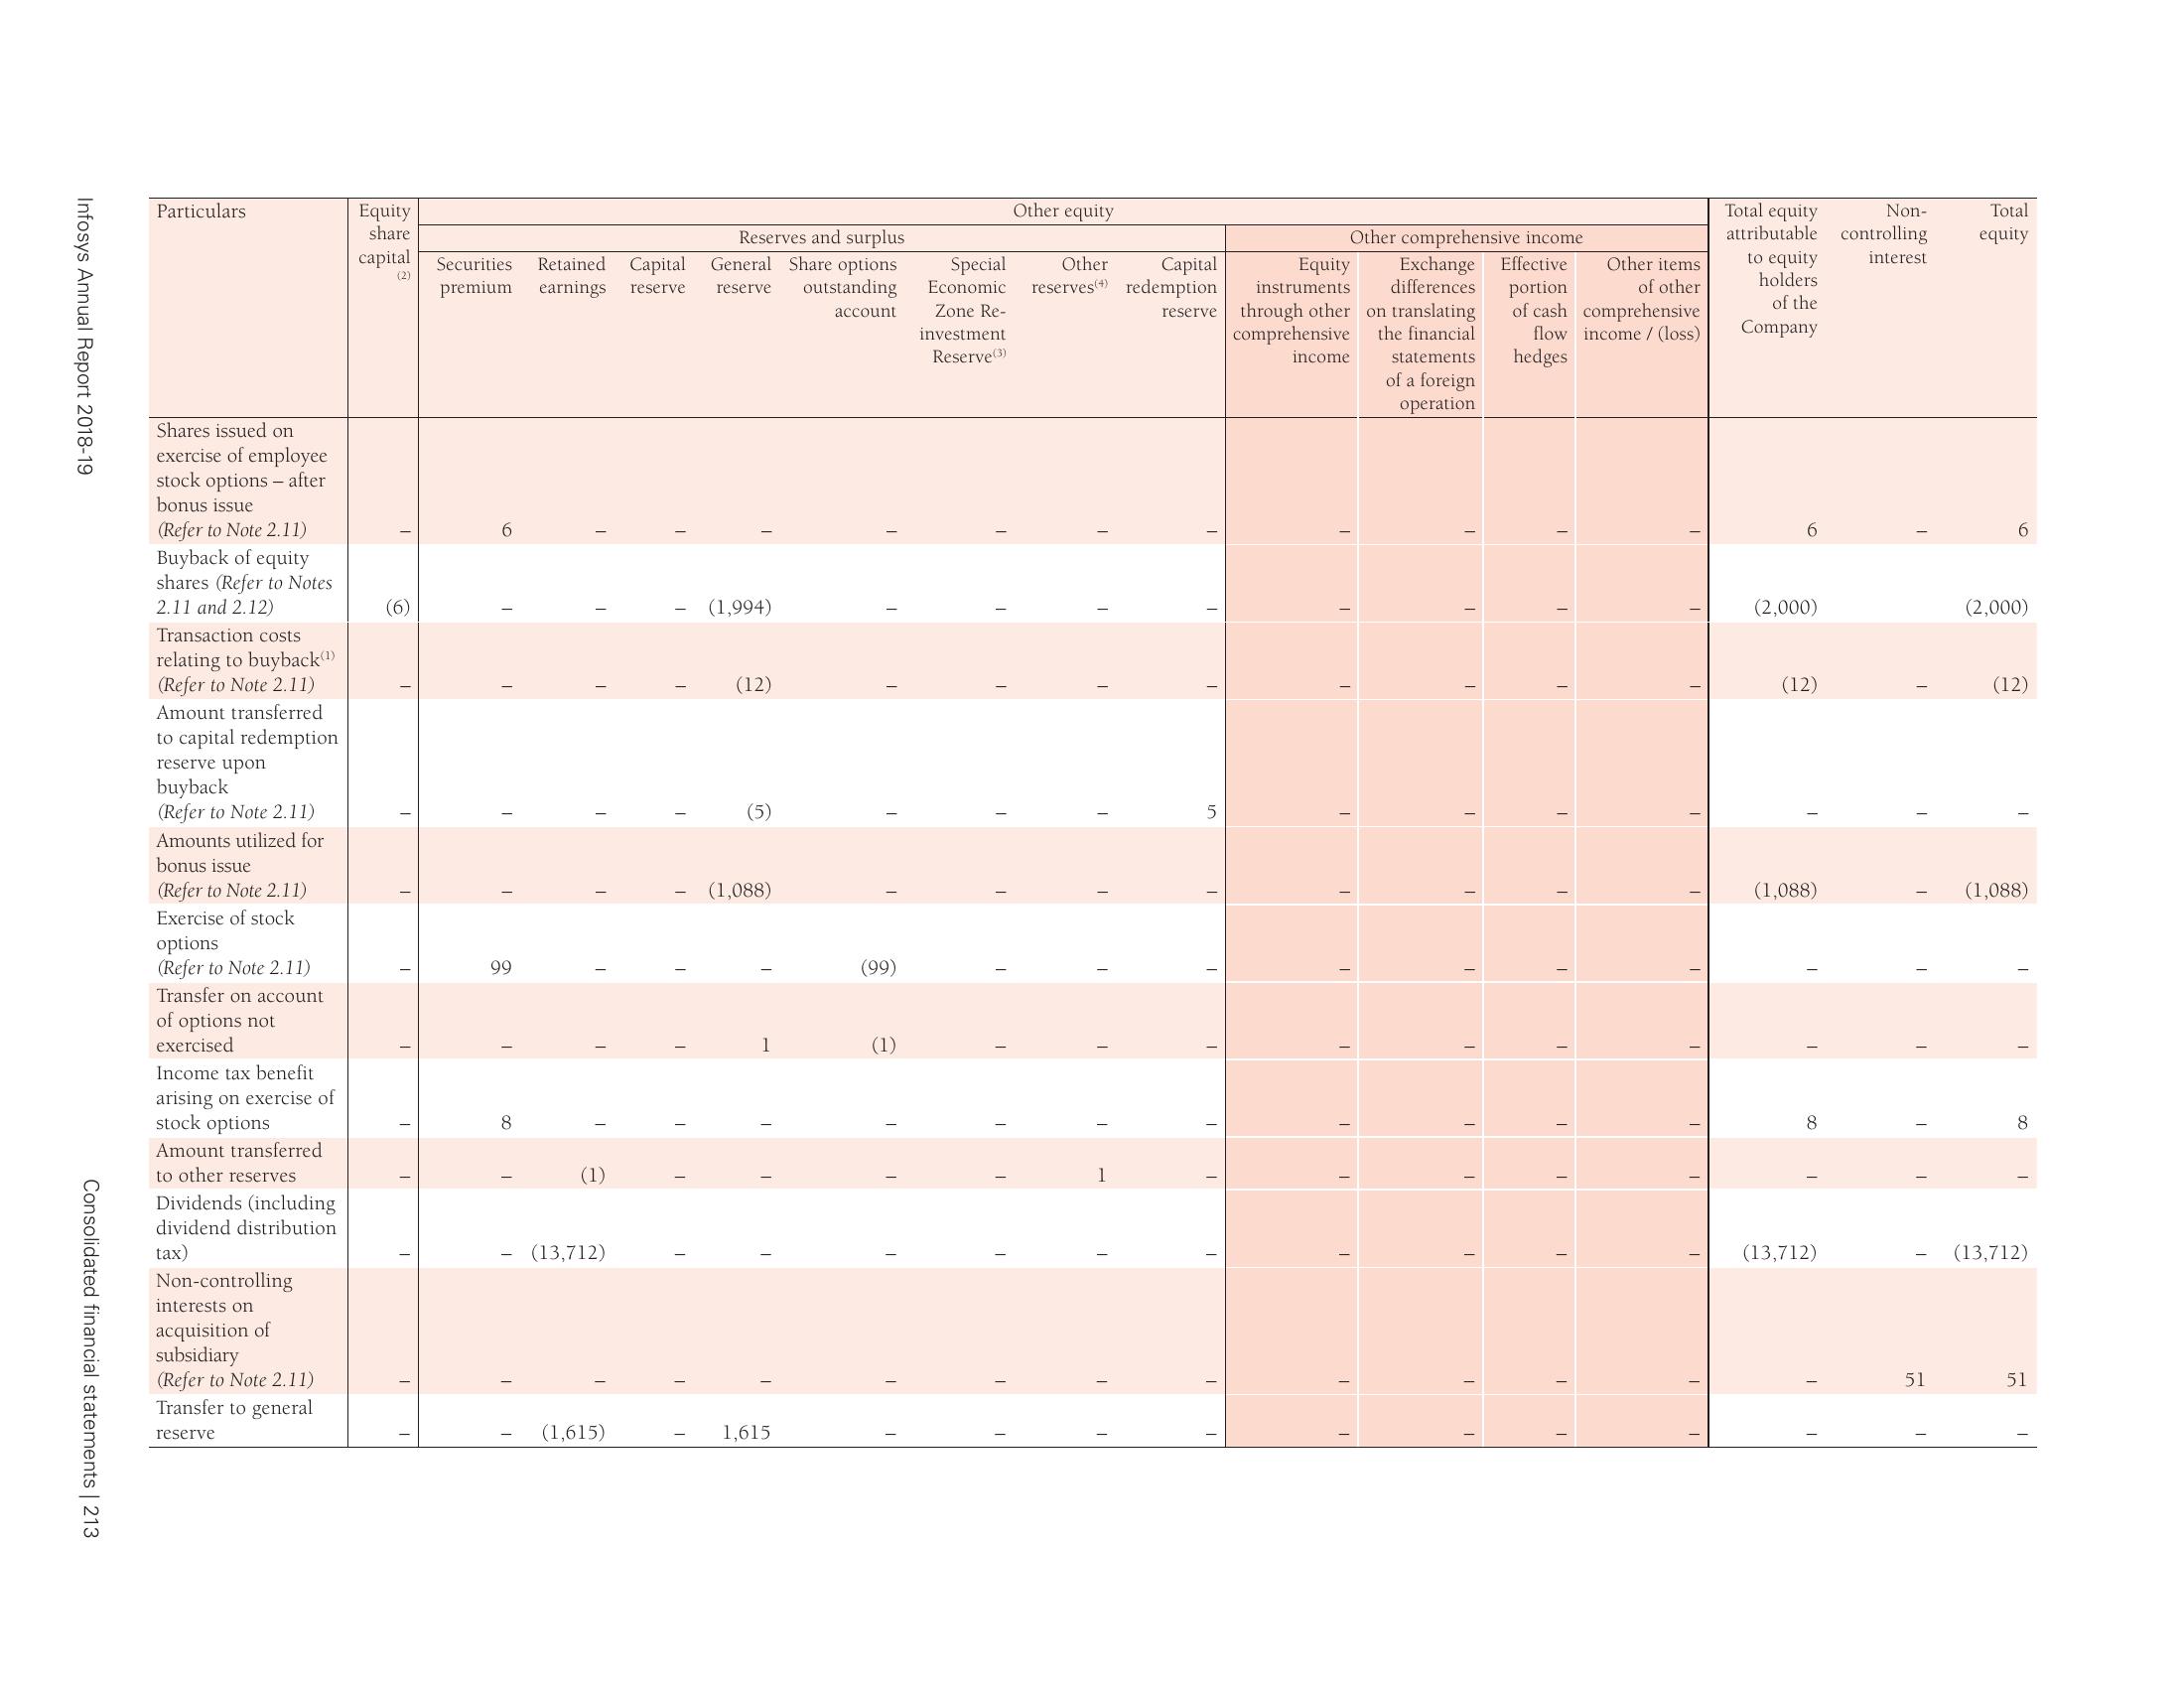 Infosys Annual Report 2018-19
Particulars
Equity share capital (2)
Other equity
Total equity attributable to equity holders of the Company
Non-controlling interest
Total equity
Reserves and surplus
Other comprehensive income
Securities premium
Retained earnings
Capital reserve
General reserve
Share options outstanding account
Special Economic Zone Re-investment Reserve(3)
Other reserves(4)
Capital redemption reserve
Equity instruments through other comprehensive income
Exchange differences on translating the financial statements of a foreign operation
Effective portion of cash flow hedges
Other items of other comprehensive income / (loss)
Shares issued on
exercise of employee
stock options – after
bonus issue
(Refer to Note 2.11) – 6 – – – – – – – – – – – 6 – 6
Buyback of equity
shares (Refer to Notes
2.11 and 2.12) (6) – – – (1,994) – – – – – – – – (2,000) (2,000)
Transaction costs
relating to buyback(1)
(Refer to Note 2.11) – – – – (12) – – – – – – – – (12) – (12)
Amount transferred
to capital redemption
reserve upon
buyback
(Refer to Note 2.11) – – – – (5) – – – 5 – – – – – – –
Amounts utilized for
bonus issue
(Refer to Note 2.11) – – – – (1,088) – – – – – – – – (1,088) – (1,088)
Exercise of stock
options
(Refer to Note 2.11) – 99 – – – (99) – – – – – – – – – –
Transfer on account
of options not
exercised – – – – 1 (1) – – – – – – – – – –
Income tax benefit
arising on exercise of
stock options – 8 – – – – – – – – – – – 8 – 8
Amount transferred
to other reserves – – (1) – – – – 1 – – – – – – – –
Dividends (including
dividend distribution
tax) – – (13,712) – – – – – – – – – – (13,712) – (13,712)
Non-controlling
interests on
acquisition of
subsidiary
(Refer to Note 2.11) – – – – – – – – – – – – – – 51 51
Transfer to general
reserve – – (1,615) – 1,615 – – – – – – – – – – –
Consolidated financial statements | 213